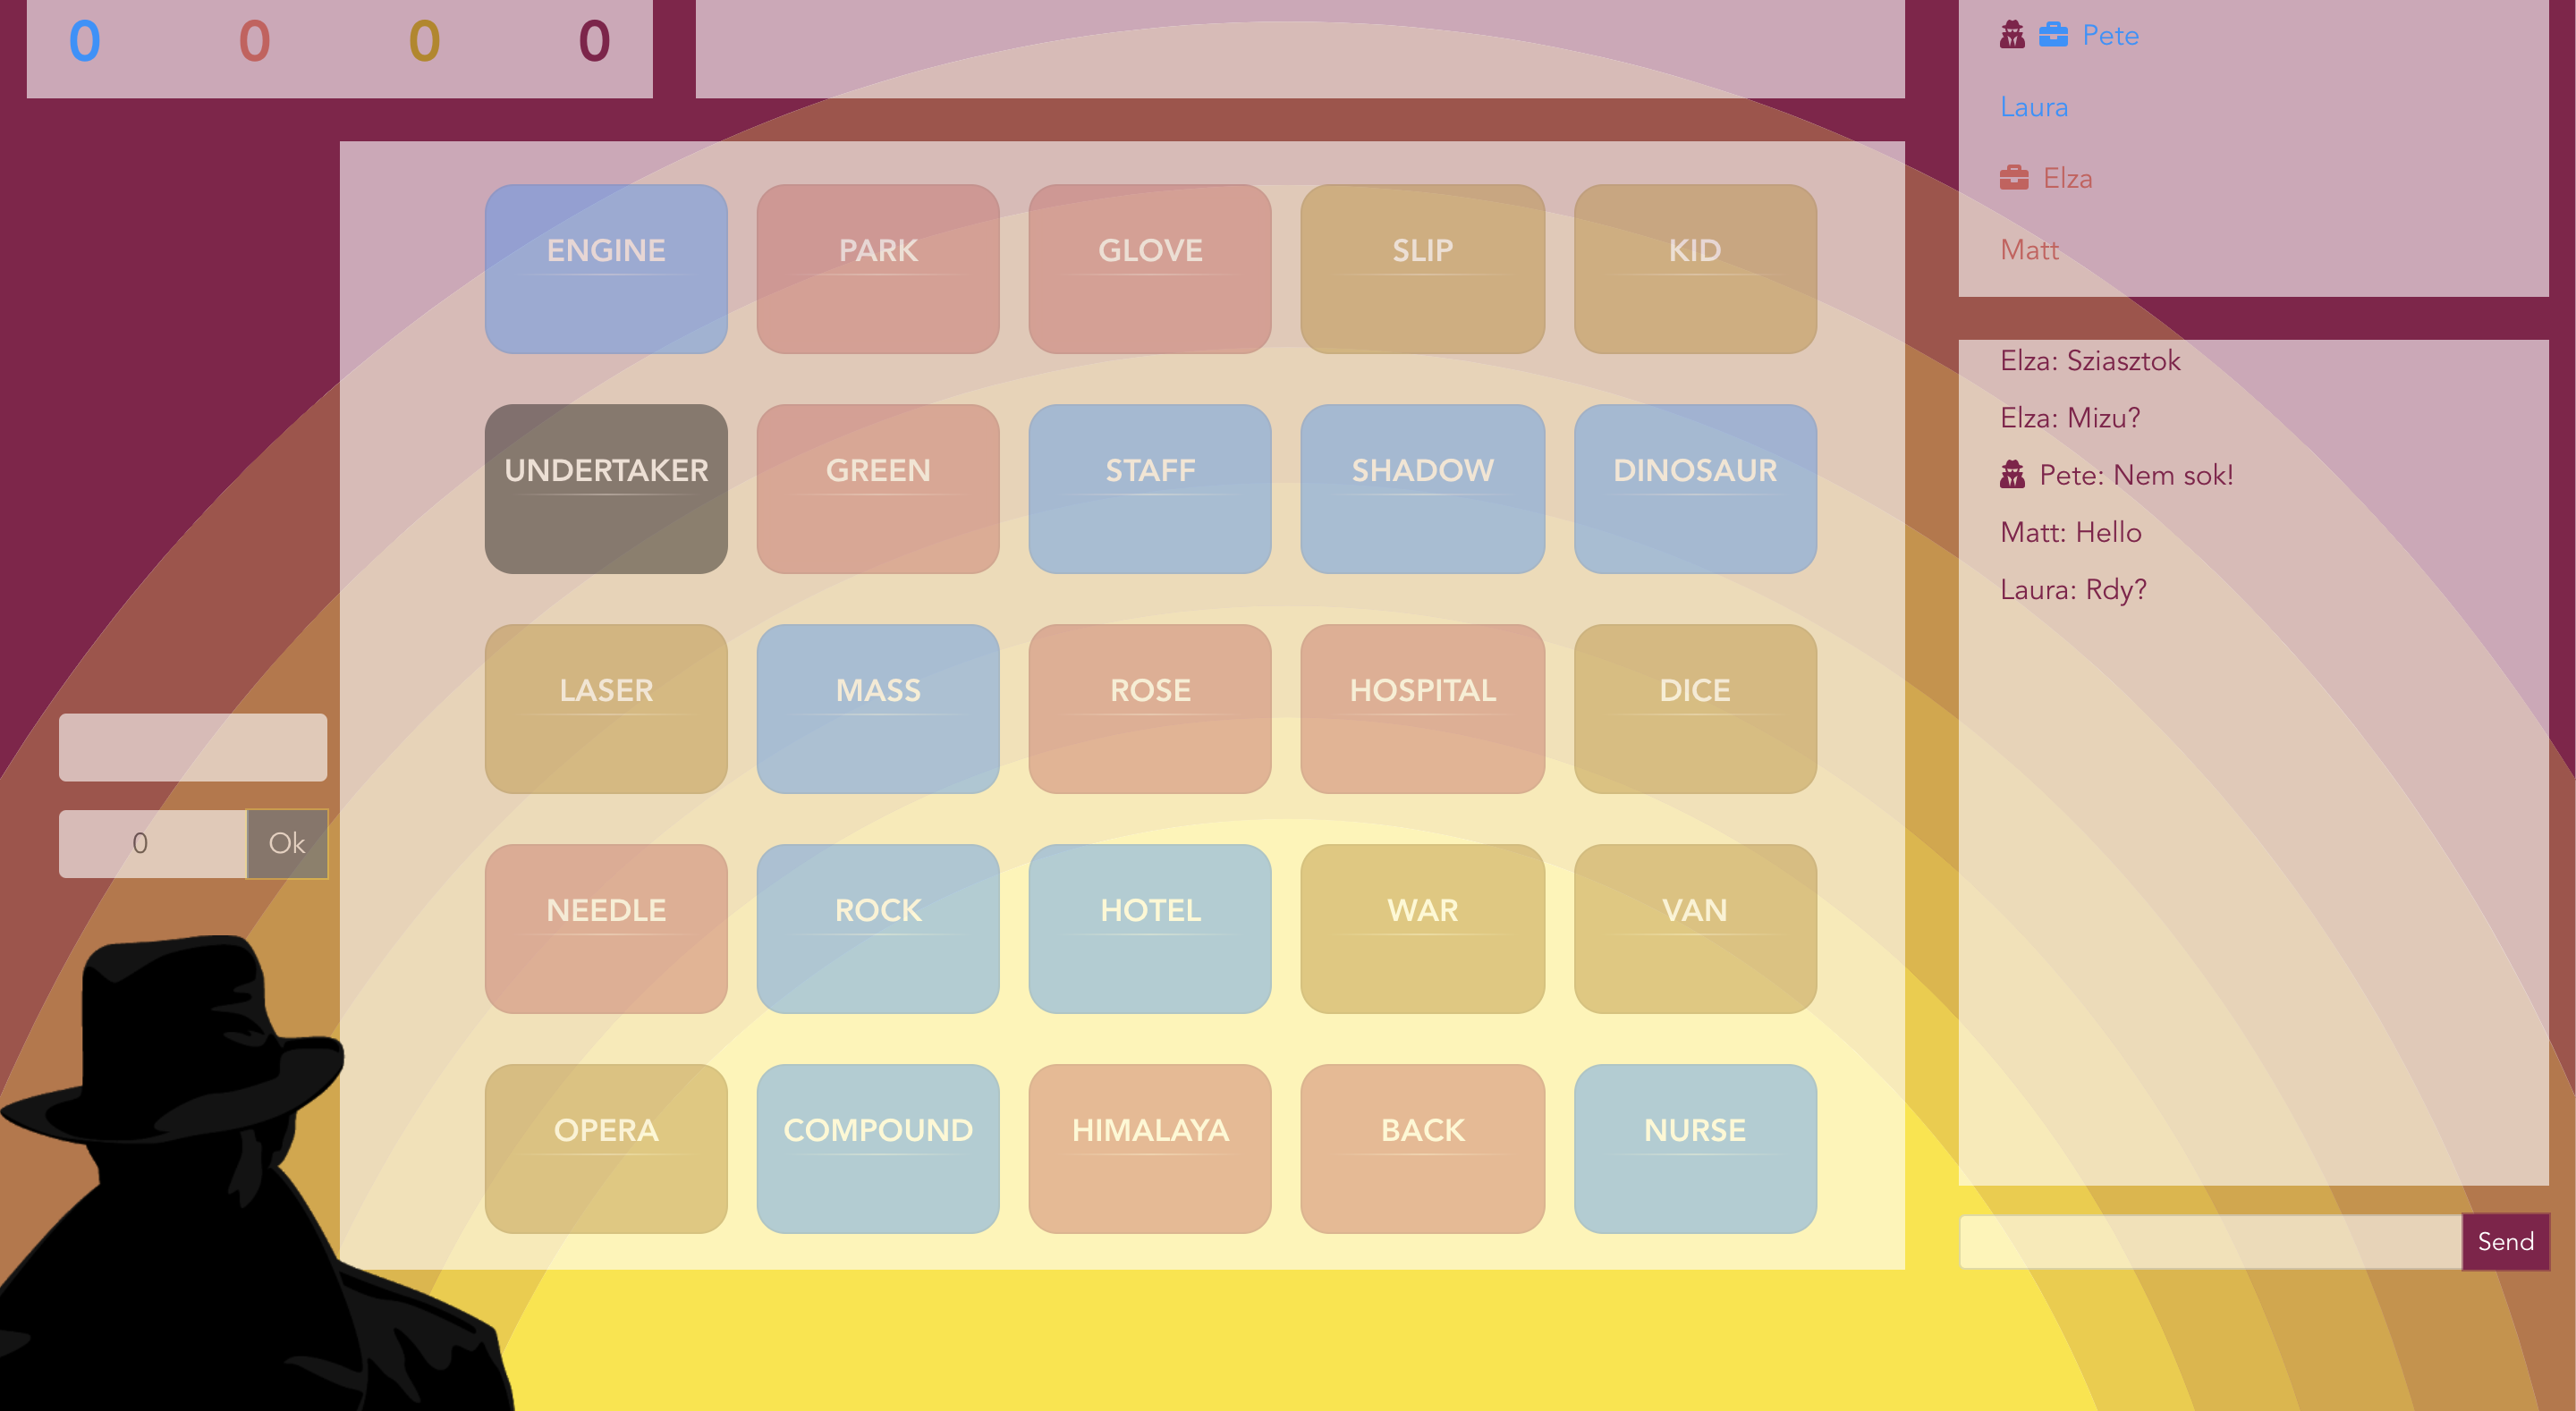 0 0 0 0
Pete
Laura
Elza
Matt
ENGINE PARK GLOVE SLIP KID
UNDERTAKER GREEN STAFF SHADOW DINOSAUR
LASER MASS ROSE HOSPITAL DICE
NEEDLE ROCK HOTEL WAR VAN
OPERA COMPOUND HIMALAYA BACK NURSE
0 Ok
Elza: Sziasztok
Elza: Mizu?
Pete: Nem sok!
Matt: Hello
Laura: Rdy?
Send